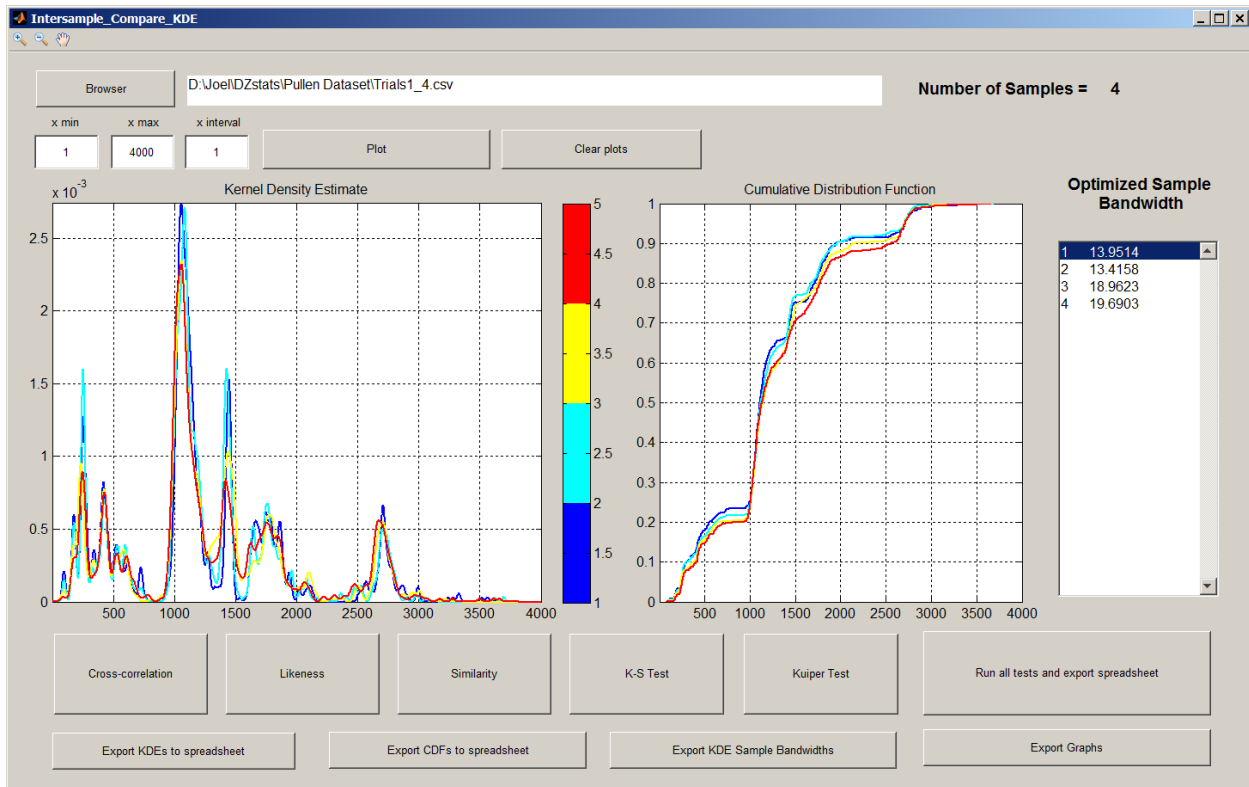 Intersample_Compare_KDE
Browser
D:\Joel\DZstats\Pullen Dataset\Trials1_4.csv
Number of Samples = 4
x min
x max
x interval
1
4000
1
Plot
Clear plots
Kernel Density Estimate
x 10-3
2.5
2
1.5
1
0.5
0
500 1000 1500 2000 2500 3000 3500 4000
5
4.5
4
3.5
3
2.5
2
1.5
1
Cumulative Distribution Function
1
0.9
0.8
0.7
0.6
0.5
0.4
0.3
0.2
0.1
0
500 1000 1500 2000 2500 3000 3500 4000
Optimized Sample
Bandwidth
1 13.9514
2 13.4158
3 18.9623
4 19.6903
Cross-correlation
Likeness
Similarity
K-S Test
Kuiper Test
Run all tests and export spreadsheet
Export KDEs to spreadsheet
Export CDFs to spreadsheet
Export KDE Sample Bandwidths
Export Graphs